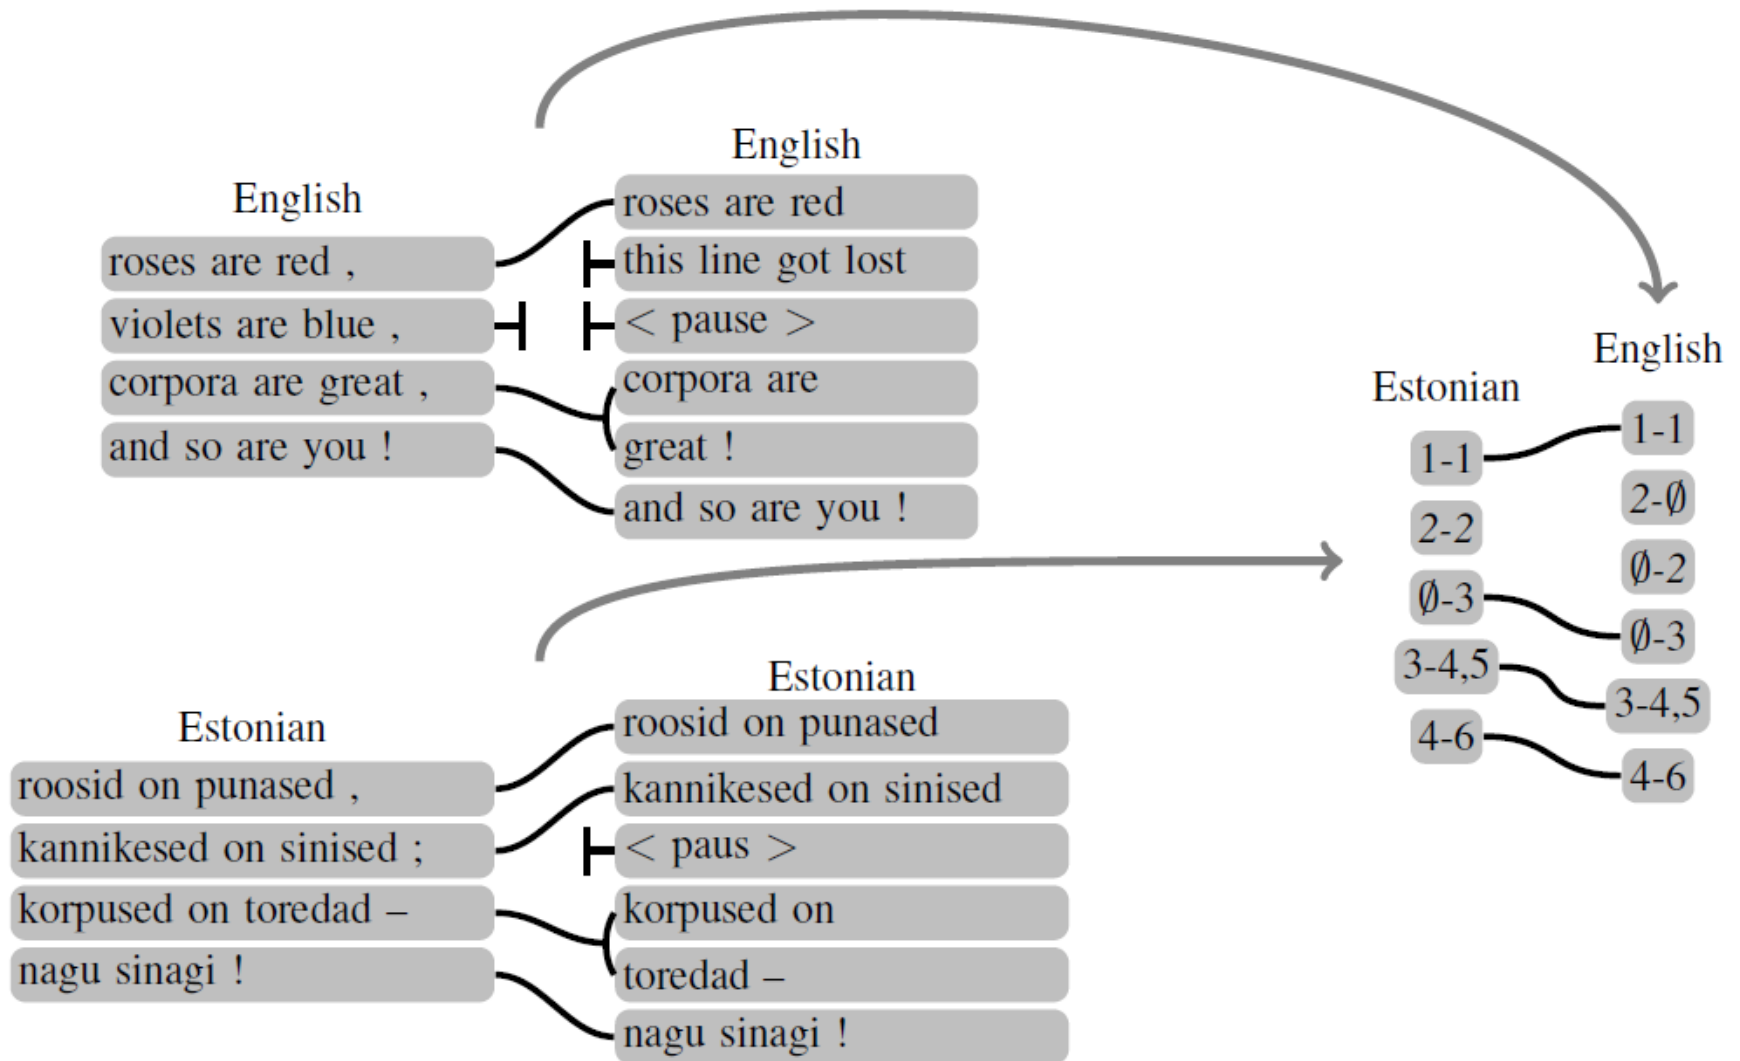 English
roses are red ,
violets are blue ,
corpora are great ,
and so are you !
English
roses are red
this line got lost
< pause >
corpora are
great !
and so are you !
Estonian
roosid on punased ,
kannikesed on sinised ;
korpused on toredad –
nagu sinagi !
Estonian
roosid on punased
kannikesed on sinised
< paus >
korpused on
toredad –
nagu sinagi !
Estonian
1-1
2-2
∅-3
3-4,5
4-6
English
1-1
2-∅
∅-2
∅-3
3-4,5
4-6